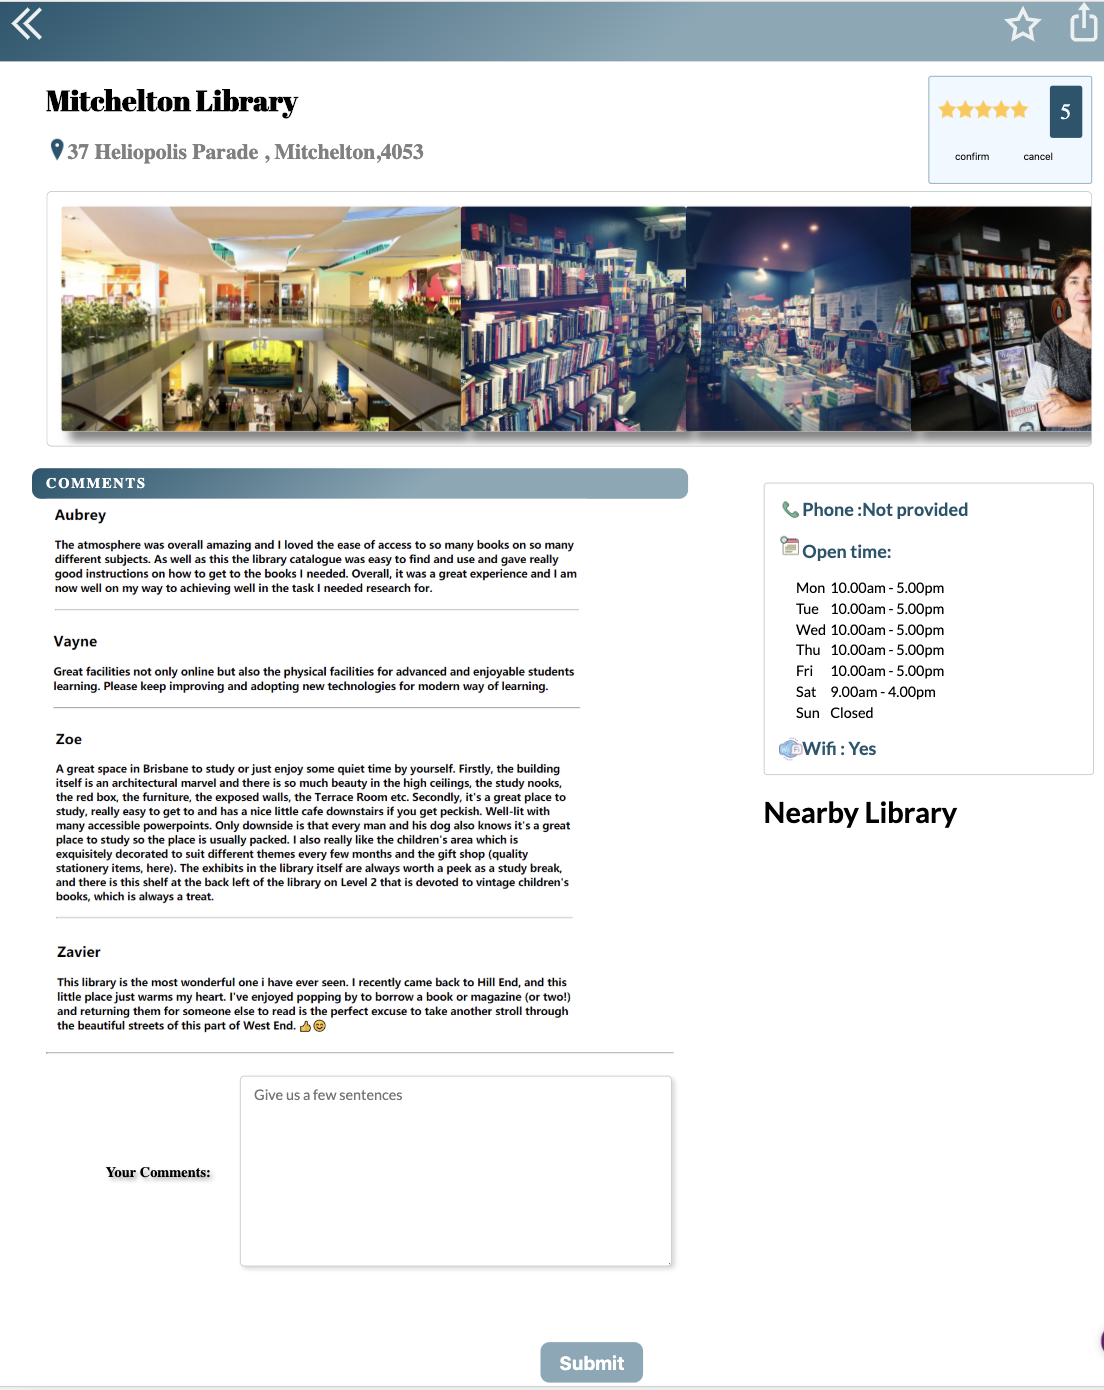 Mitchelton Library
37 Heliopolis Parade , Mitchelton,4053
5
confirm cancel
COMMENTS
Aubrey
The atmosphere was overall amazing and I loved the ease of access to so many books on so many
different subjects. As well as this the library catalogue was easy to find and use and gave really
good instructions on how to get to the books I needed. Overall, it was a great experience and I am
now well on my way to achieving well in the task I needed research for.
Vayne
Great facilities not only online but also the physical facilities for advanced and enjoyable students
learning. Please keep improving and adopting new technologies for modern way of learning.
Zoe
A great space in Brisbane to study or just enjoy some quiet time by yourself. Firstly, the building
itself is an architectural marvel and there is so much beauty in the high ceilings, the study nooks,
the red box, the furniture, the exposed walls, the Terrace Room etc. Secondly, it's a great place to
study, really easy to get to and has a nice little cafe downstairs if you get peckish. Well-lit with
many accessible powerpoints. Only downside is that every man and his dog also knows it's a great
place to study so the place is usually packed. I also really like the children's area which is
exquisitely decorated to suit different themes every few months and the gift shop (quality
stationery items, here). The exhibits in the library itself are always worth a peek as a study break,
and there is this shelf at the back left of the library on Level 2 that is devoted to vintage children's
books, which is always a treat.
Zavier
This library is the most wonderful one i have ever seen. I recently came back to Hill End, and this
little place just warms my heart. I've enjoyed popping by to borrow a book or magazine (or two!)
and returning them for someone else to read is the perfect excuse to take another stroll through
the beautiful streets of this part of West End. 👍😊
Your Comments:
Give us a few sentences
Submit
Phone :Not provided
Open time:
Mon 10.00am - 5.00pm
Tue 10.00am - 5.00pm
Wed 10.00am - 5.00pm
Thu 10.00am - 5.00pm
Fri 10.00am - 5.00pm
Sat 9.00am - 4.00pm
Sun Closed
Wifi : Yes
Nearby Library